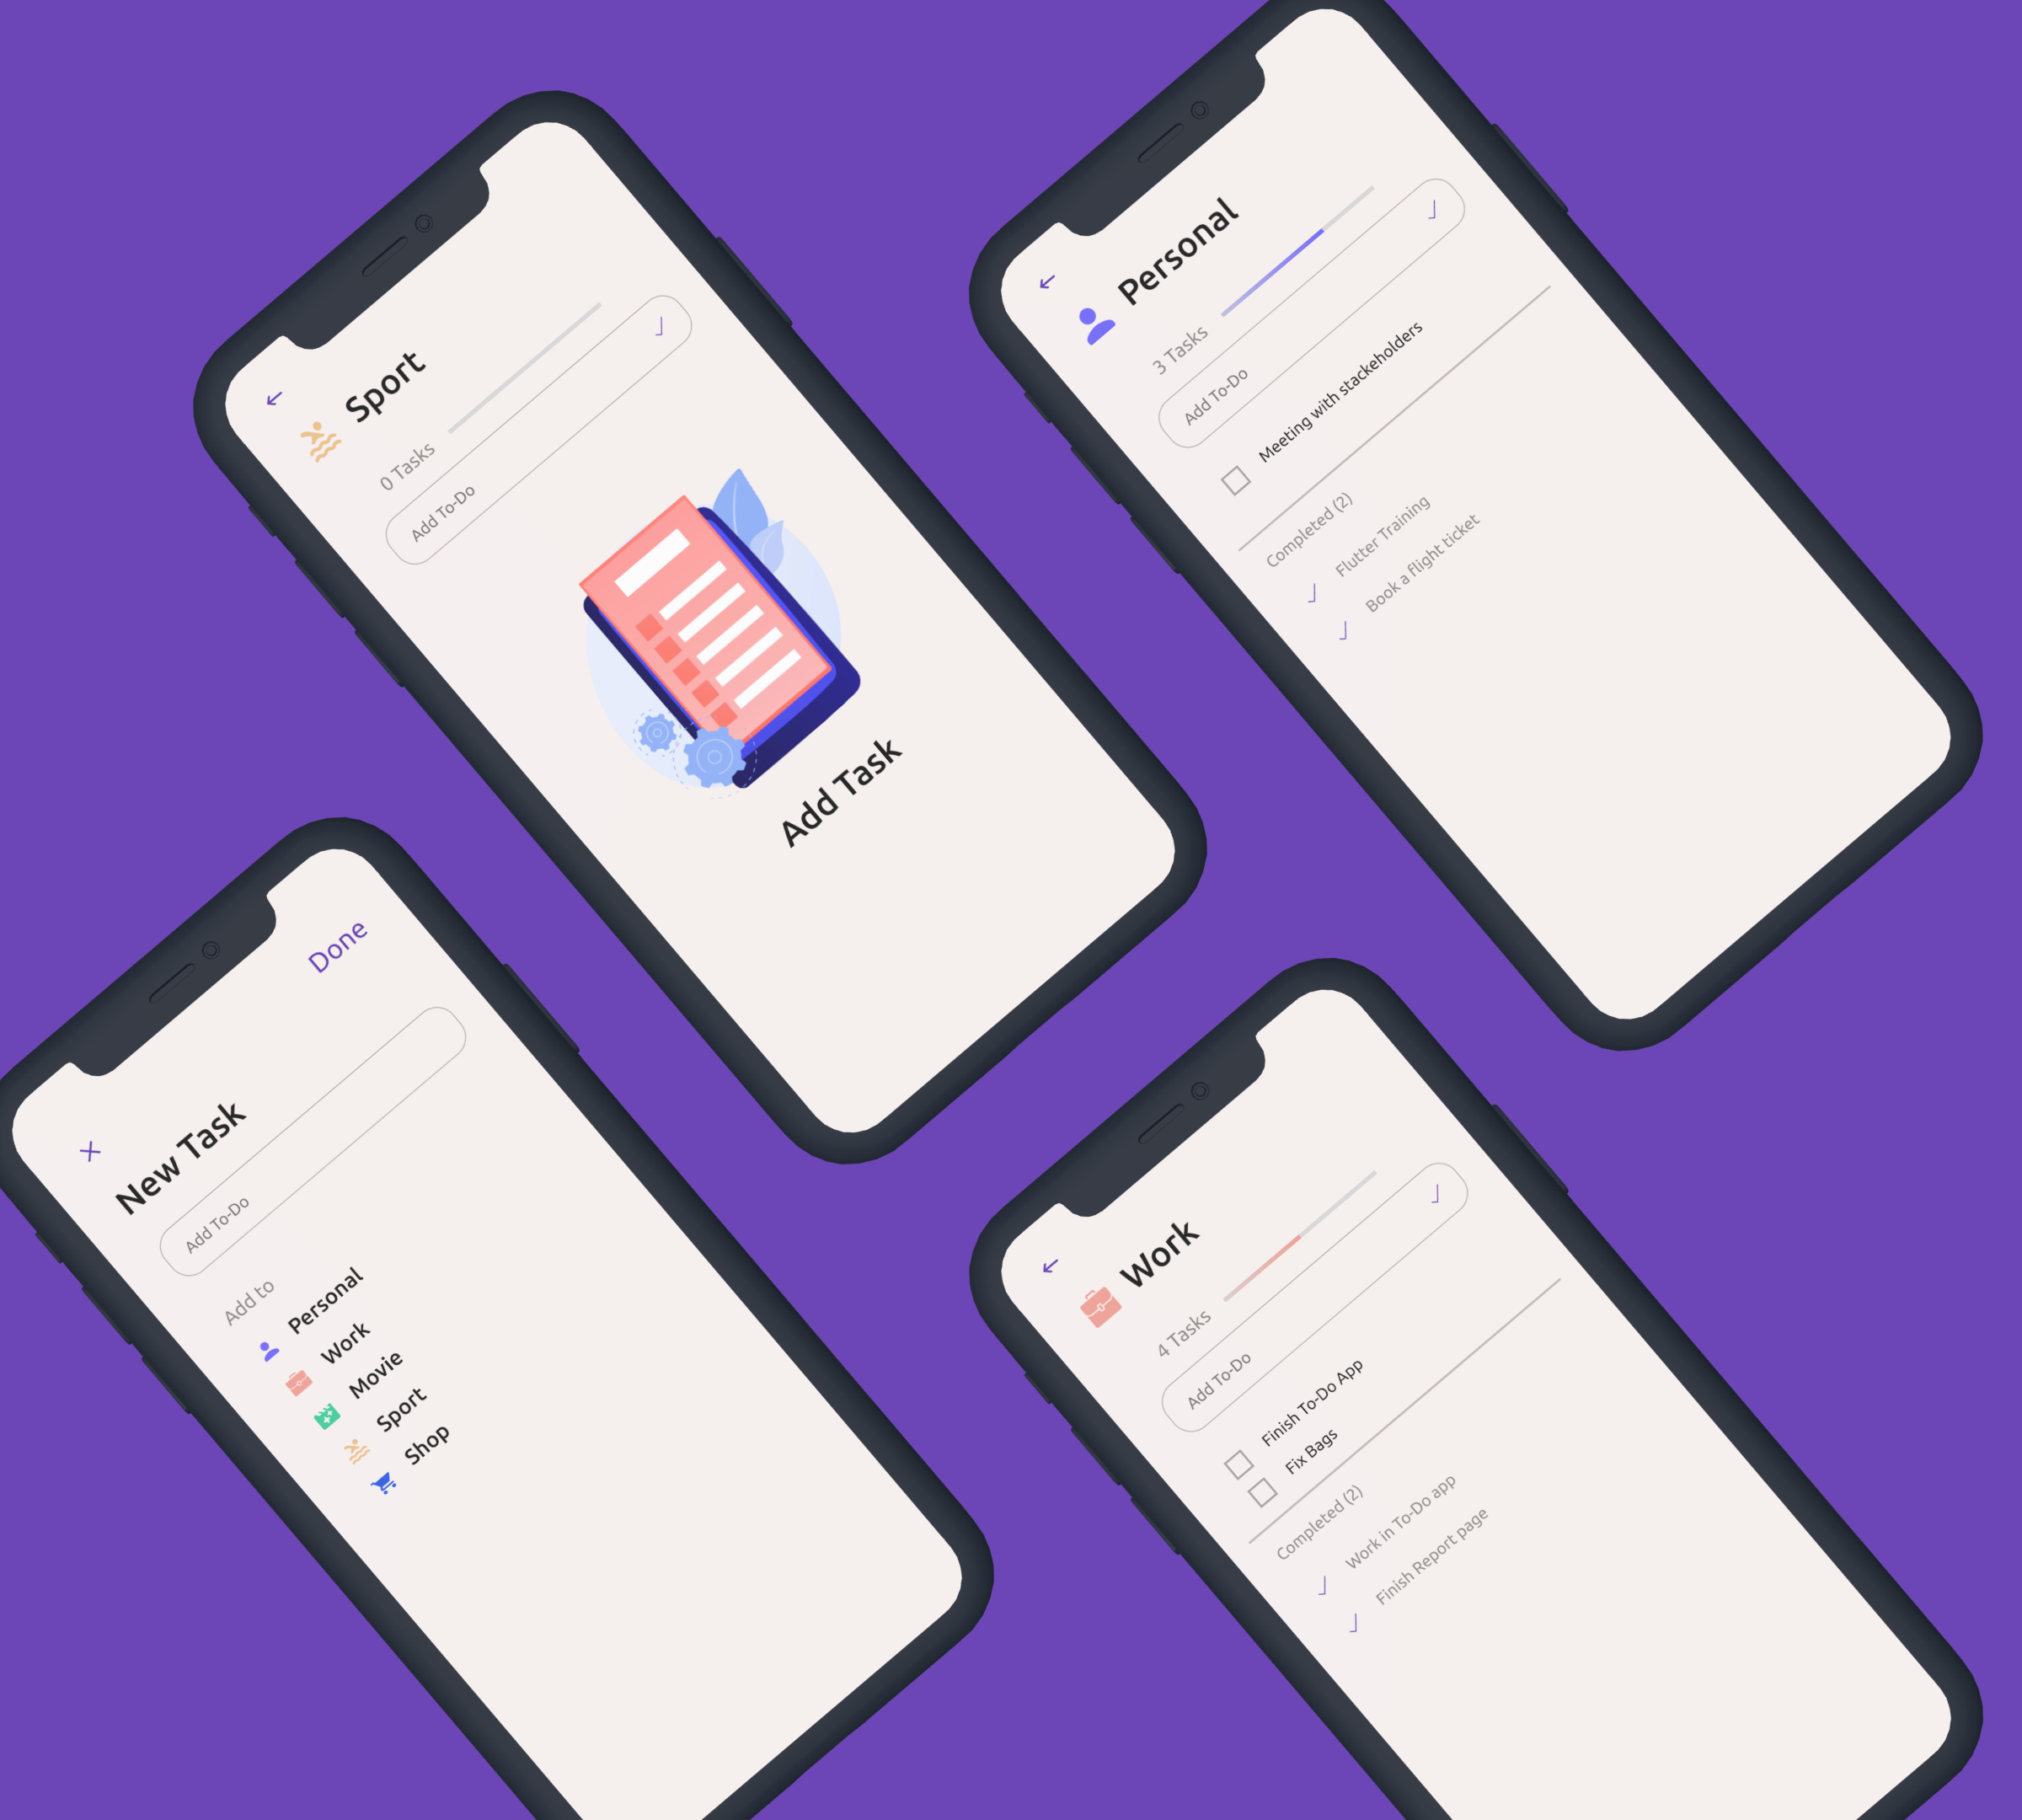 Sport
0 Tasks
Add To-Do
Add Task
Personal
3 Tasks
Add To-Do
Meeting with stackeholders
Completed (2)
Flutter Training
Book a flight ticket
Done
New Task
Add To-Do
Add to
Personal
Work
Movie
Sport
Shop
Work
4 Tasks
Add To-Do
Finish To-Do App
Fix Bags
Completed (2)
Work in To-Do app
Finish Report page